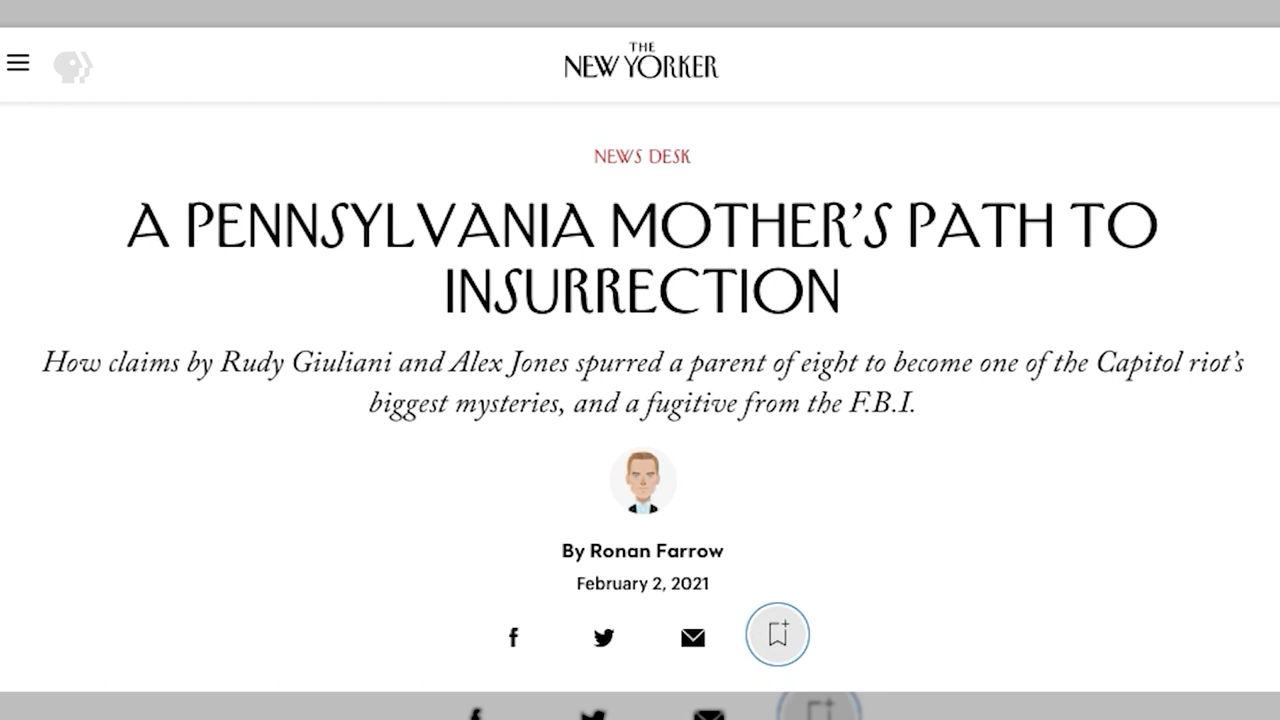 THE
NEW YORKER
NEWS DESK
A PENNSYLVANIA MOTHER'S PATH TO
INSURRECTION
How claims by Rudy Giuliani and Alex Jones spurred a parent of eight to become one of the Capitol riot's
biggest mysteries, and a fugitive from the F.B.I.
By Ronan Farrow
February 2, 2021